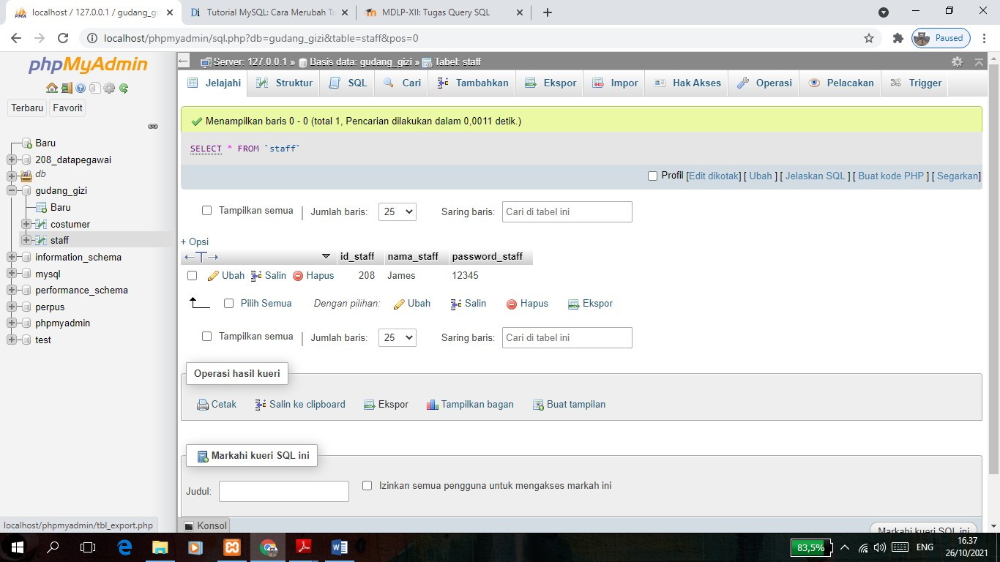 localhost / 127.0.0.1 / gudang_gi
Tutorial MySQL: Cara Merubah Ta
MDLP-XII: Tugas Query SQL
localhost/phpmyadmin/sql.php?db=gudang_gizi&table=staff&pos=0
Paused
phpMyAdmin
Terbaru Favorit
Baru
208_datapegawai
db
gudang_gizi
Baru
costumer
staff
information_schema
mysql
performance_schema
perpus
phpmyadmin
test
localhost/phpmyadmin/tbl_export.php
Server: 127.0.0.1 » Basis data: gudang_gizi » Tabel: staff
Jelajahi Struktur SQL Cari Tambahkan Ekspor Impor Hak Akses Operasi Pelacakan Trigger
Menampilkan baris 0 - 0 (total 1, Pencarian dilakukan dalam 0,0011 detik.)
SELECT * FROM `staff`
Profil [Edit dikotak] [ Ubah ] [ Jelaskan SQL ] [ Buat kode PHP ] [ Segarkan]
Tampilkan semua | Jumlah baris: 25 Saring baris: Cari di tabel ini
+ Opsi
←T→ id_staff nama_staff password_staff
Ubah Salin Hapus 208 James 12345
Pilih Semua Dengan pilihan: Ubah Salin Hapus Ekspor
Tampilkan semua | Jumlah baris: 25 Saring baris: Cari di tabel ini
Operasi hasil kueri
Cetak Salin ke clipboard Ekspor Tampilkan bagan Buat tampilan
Markahi kueri SQL ini
Judul: Izinkan semua pengguna untuk mengakses markah ini
Konsol
Markahi kueri SQL ini
83,5% ENG 16.37
26/10/2021